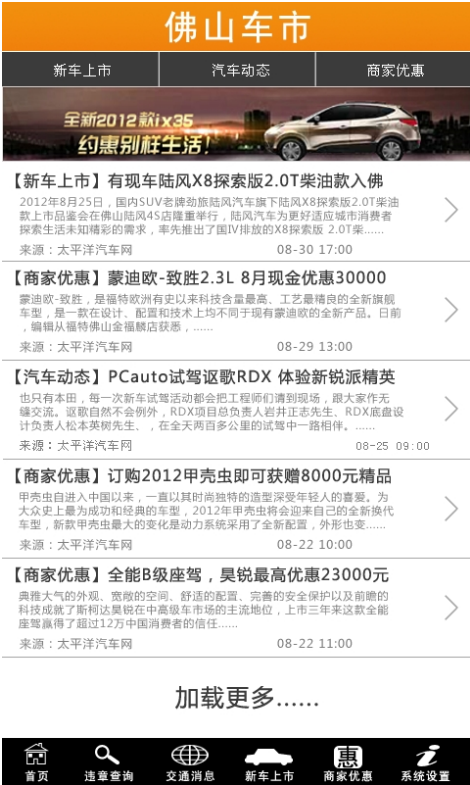 佛山车市
新车上市 汽车动态 商家优惠
全新2012款ix35
约惠别样生活!
【新车上市】有现车陆风X8探索版2.0T柴油款入佛
2012年8月25日，国内SUV老牌劲旅陆风汽车旗下陆风X8探索版2.0T柴油
款上市品鉴会在佛山陆风4S店隆重举行，陆风汽车为更好适应城市消费者
探索生活未知精彩的需求，率先推出了国IV排放的X8探索版 2.0T柴......
来源：太平洋汽车网 08-30 17:00
【商家优惠】蒙迪欧-致胜2.3L 8月现金优惠30000
蒙迪欧-致胜，是福特欧洲有史以来科技含量最高、工艺最精良的全新旗舰
车型，是一款在设计、配置和技术上均不同于现有蒙迪欧的全新产品。日前
，编辑从福特佛山金福麟店获悉，......
来源：太平洋汽车网 08-29 13:00
【汽车动态】PCauto试驾讴歌RDX 体验新锐派精英
也只有本田，每一次新车试驾活动都会把工程师们请到现场，跟大家作无
缝交流。讴歌自然不会例外，RDX项目总负责人岩井正志先生、RDX底盘设
计负责人松本英树先生、，在全天两百多公里的试驾中一路相伴。......
来源：太平洋汽车网 08-25 09:00
【商家优惠】订购2012甲壳虫即可获赠8000元精品
甲壳虫自进入中国以来，一直以其时尚独特的造型深受年轻人的喜爱。为
大众史上最为成功和经典的车型，2012年甲壳虫将会迎来自己的全新换代
车型，新款甲壳虫最大的变化是动力系统采用了全新配置，外形也变......
来源：太平洋汽车网 08-22 10:00
【商家优惠】全能B级座驾，昊锐最高优惠23000元
典雅大气的外观、宽敞的空间、舒适的配置、完善的安全保护以及前瞻的
科技成就了斯柯达昊锐在中高级车市场的主流地位，上市三年来这款全能
座驾赢得了超过12万中国消费者的信任......
来源：太平洋汽车网 08-22 11:00
加载更多......
惠
首页 违章查询 交通消息 新车上市 商家优惠 系统设置